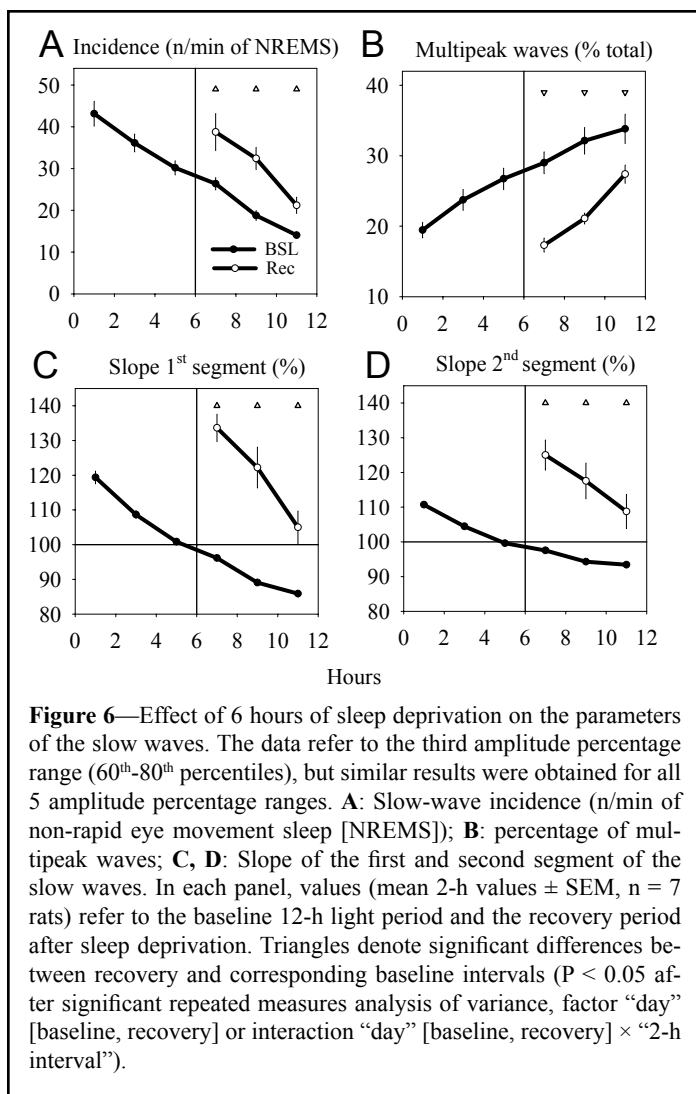 A Incidence (n/min of NREMS)
50
40
30
20
10
0
BSL
Rec
0 2 4 6 8 10 12
B Multipeak waves (% total)
40
30
20
10
0 2 4 6 8 10 12
C Slope 1st segment (%)
140
120
100
90
80
0 2 4 6 8 10 12
D Slope 2nd segment (%)
140
120
110
100
90
80
0 2 4 6 8 10 12
Hours
Figure 6—Effect of 6 hours of sleep deprivation on the parameters
of the slow waves. The data refer to the third amplitude percentage
range (60th-80th percentiles), but similar results were obtained for all
5 amplitude percentage ranges. A: Slow-wave incidence (n/min of
non-rapid eye movement sleep [NREMS]); B: percentage of mul-
tipeak waves; C, D: Slope of the first and second segment of the
slow waves. In each panel, values (mean 2-h values ± SEM, n = 7
rats) refer to the baseline 12-h light period and the recovery period
after sleep deprivation. Triangles denote significant differences be-
tween recovery and corresponding baseline intervals (P < 0.05 af-
ter significant repeated measures analysis of variance, factor “day”
[baseline, recovery] or interaction “day” [baseline, recovery] × “2-h
interval”).